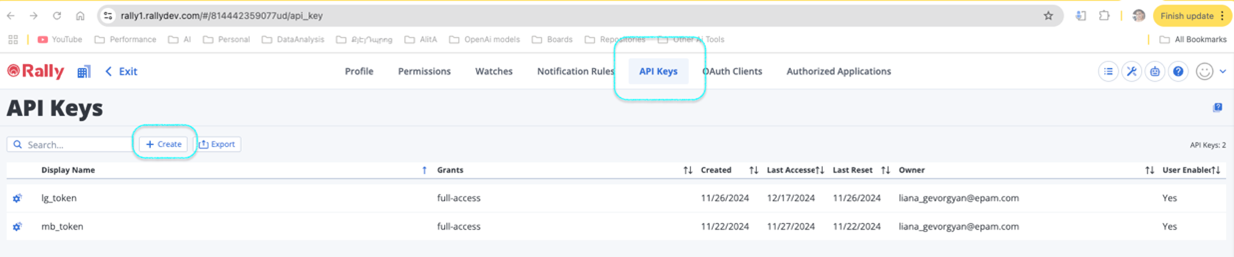 rally1.rallydev.com/#/814442359077ud/api_key
Finish update
YouTube Performance AI Personal DataAnalysis AlitA OpenAi models Boards Repositories Other AI Tools All Bookmarks
Rally Exit Profile Permissions Watches Notification Rules API Keys OAuth Clients Authorized Applications
API Keys
Search... + Create Export API Keys: 2
Display Name Grants Created Last Accesse Last Reset Owner User Enable
lg_token full-access 11/26/2024 12/17/2024 11/26/2024 liana_gevorgyan@epam.com Yes
mb_token full-access 11/22/2024 11/27/2024 11/22/2024 liana_gevorgyan@epam.com Yes